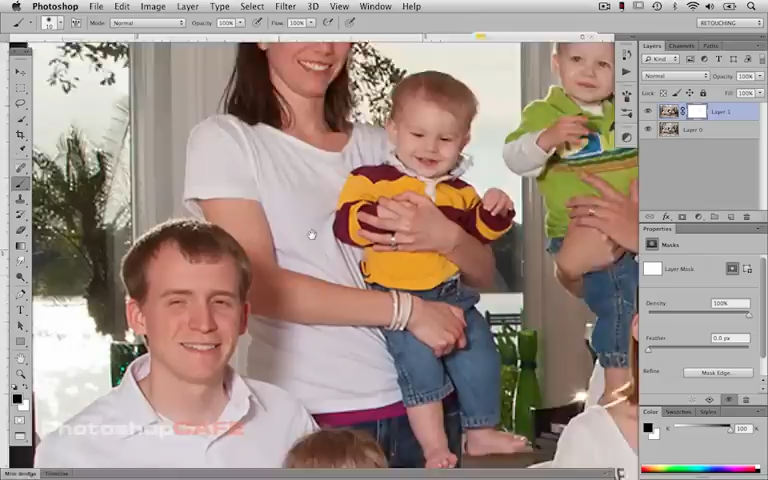 Photoshop File Edit Image Layer Type Select Filter 3D View Window Help
Mode: Normal Opacity: 100% Flow: 100% RETOUCHING
10
Layers Channels Paths
Kind
Normal Opacity: 100%
Lock: Fill: 100%
Layer 1
Layer 0
Properties
Masks
Layer Mask
Density: 100%
Feather: 0.0 px
Refine: Mask Edge...
Color Swatches Styles
K 100 %
PhotoshopCAFE
Mini Bridge Timeline